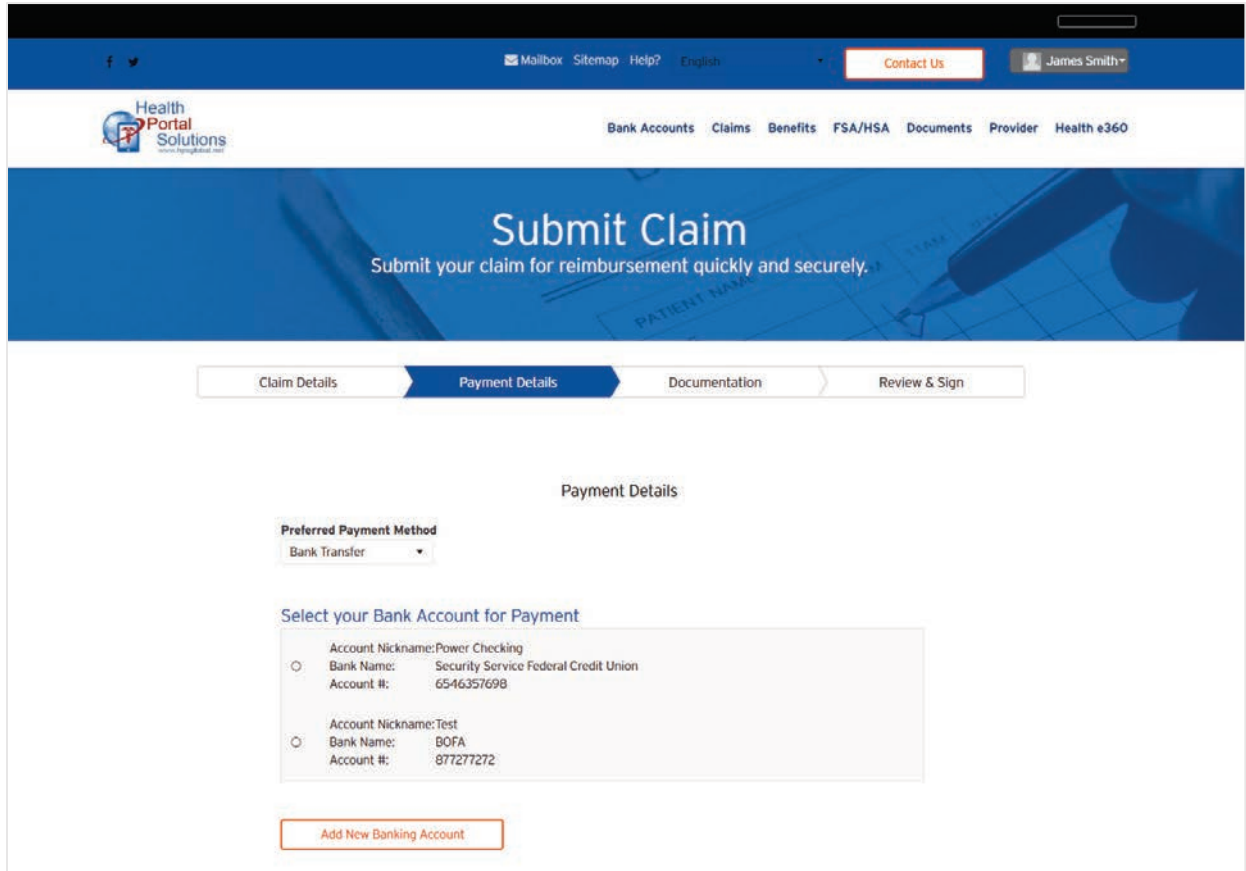 Mailbox Sitemap Help? English Contact Us James Smith
Health
Portal
Solutions
Bank Accounts Claims Benefits FSA/HSA Documents Provider Health e360
Submit Claim
Submit your claim for reimbursement quickly and securely.
PATIENT NAME
Claim Details Payment Details Documentation Review & Sign
Payment Details
Preferred Payment Method
Bank Transfer
Select your Bank Account for Payment
Account Nickname:Power Checking
Bank Name: Security Service Federal Credit Union
Account #: 6546357698
Account Nickname:Test
Bank Name: BOFA
Account #: 877277272
Add New Banking Account